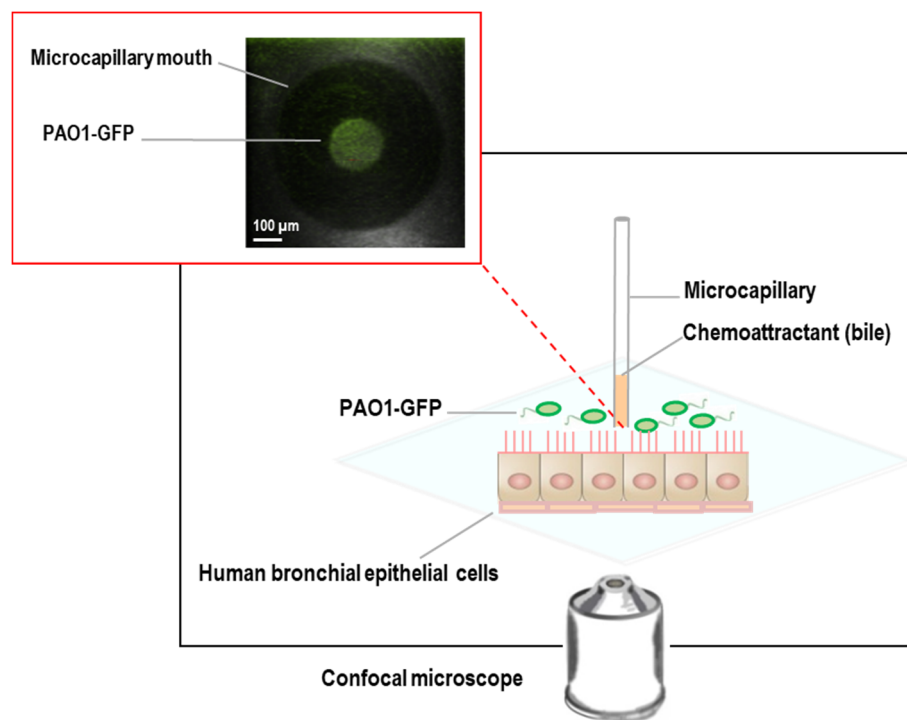 Microcapillary mouth
PAO1-GFP
100 µm
Microcapillary
Chemoattractant (bile)
PAO1-GFP
Human bronchial epithelial cells
Confocal microscope